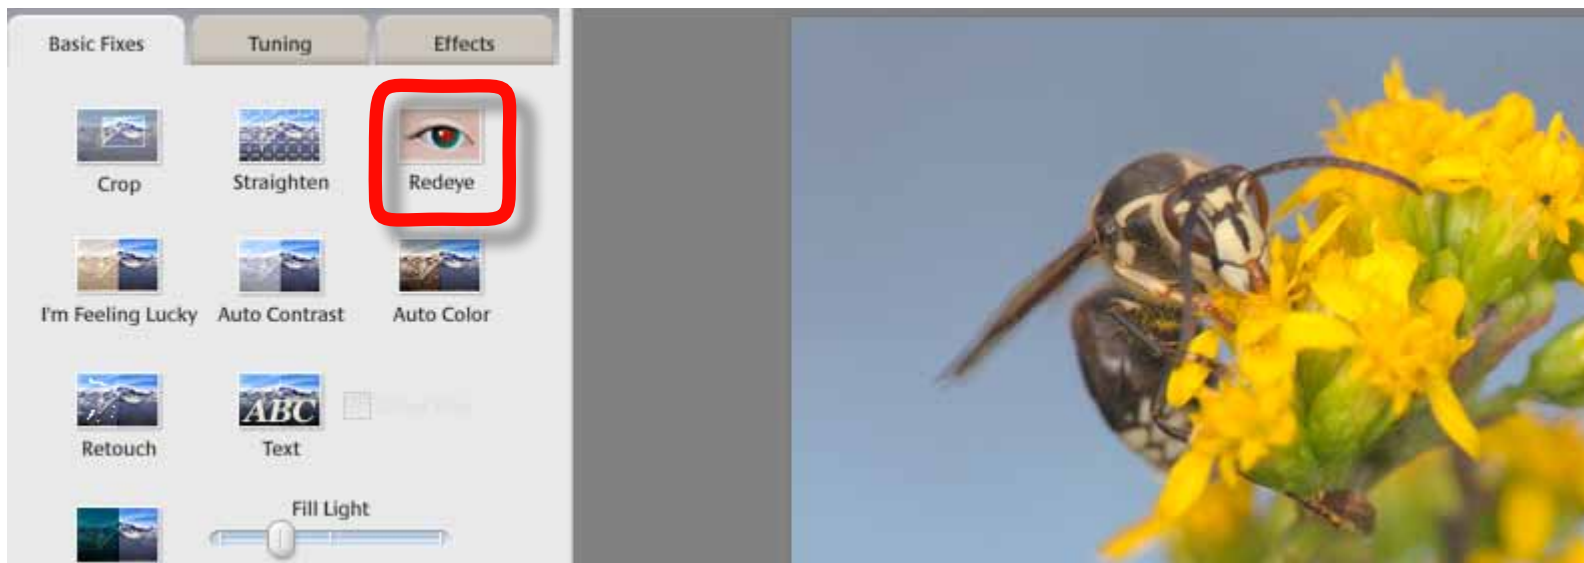 Basic Fixes Tuning Effects
Crop Straighten Redeye
I'm Feeling Lucky Auto Contrast Auto Color
ABC
Retouch Text
Fill Light